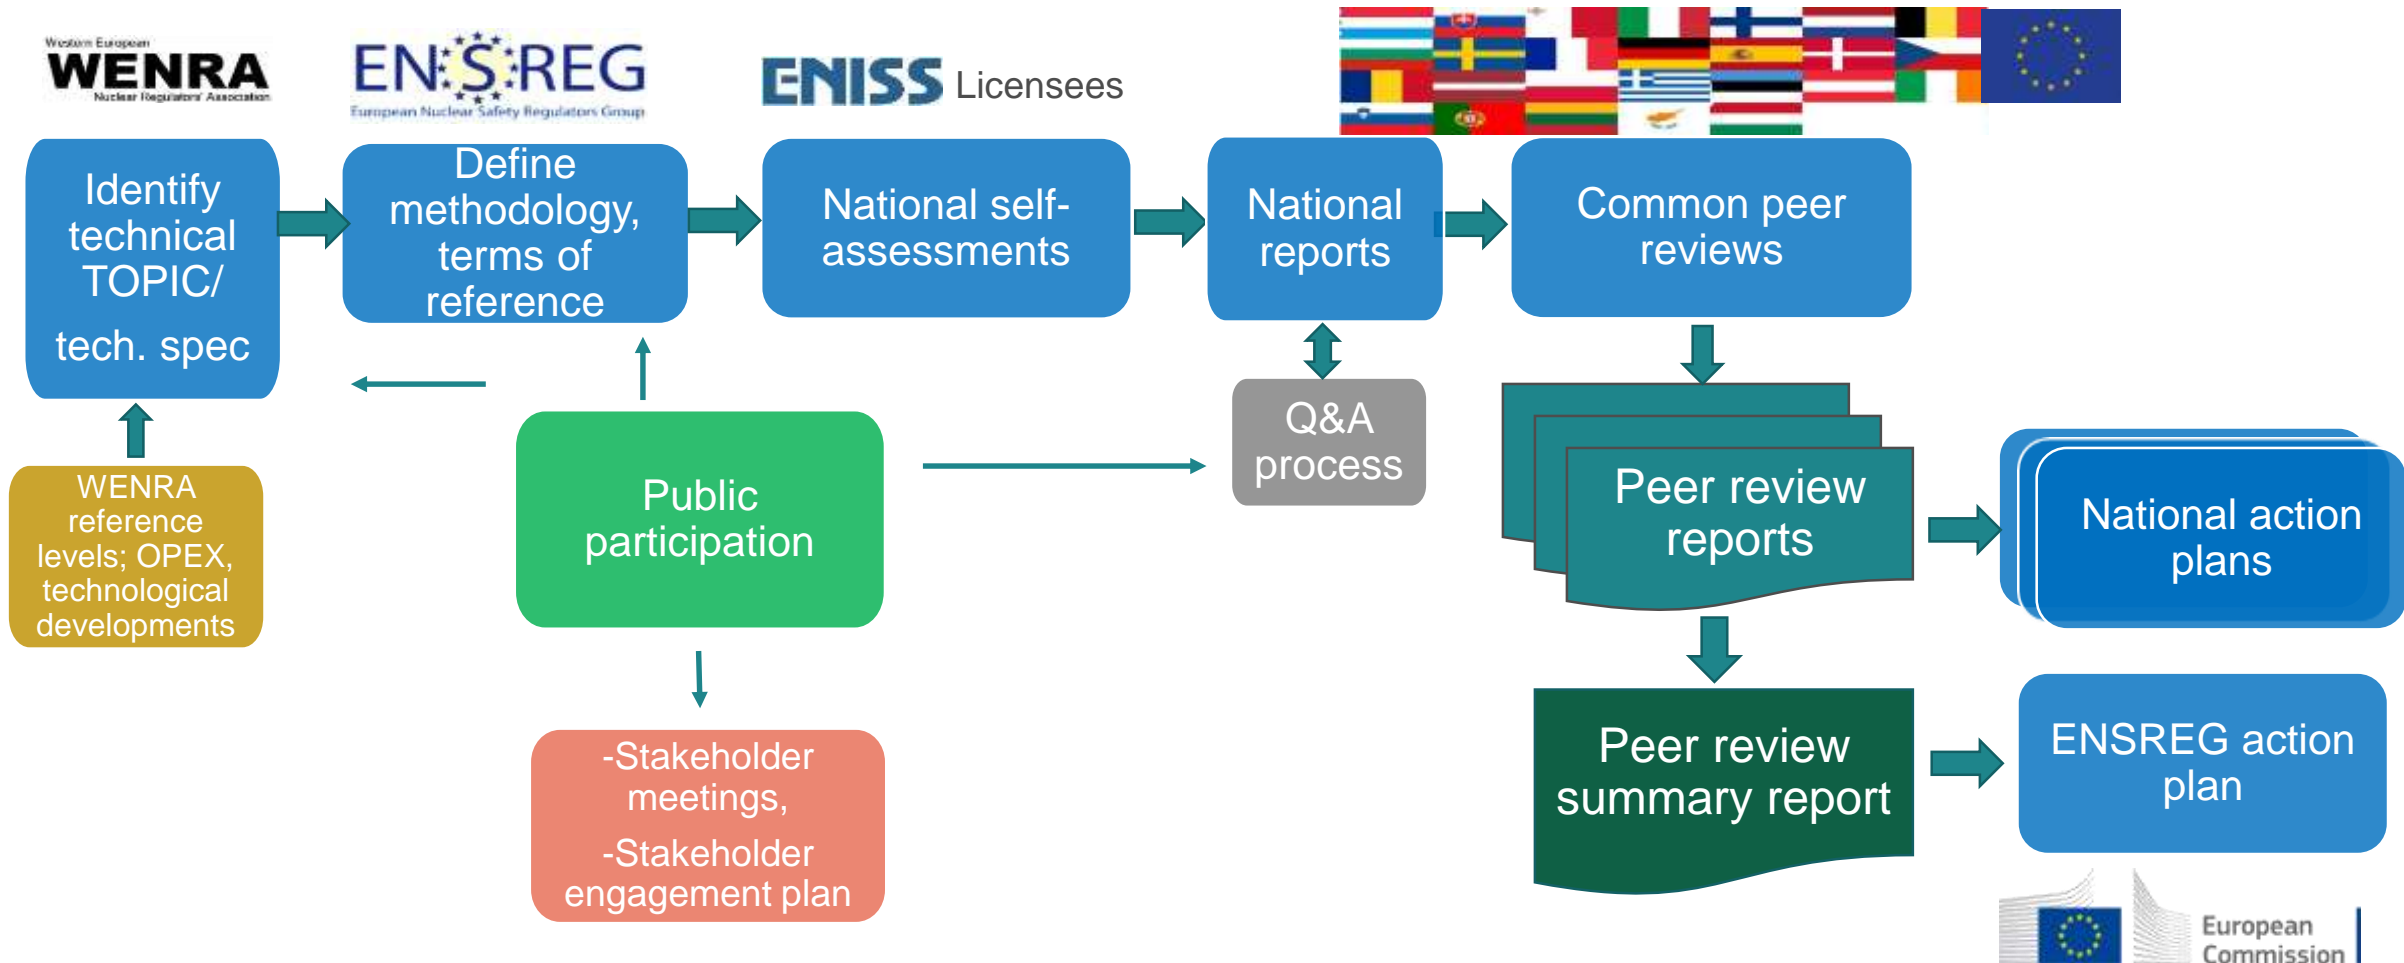 Western European
WENRA
Nuclear Regulators' Association
ENSREG
European Nuclear Safety Regulators Group
ENISS Licensees
Identify
technical
TOPIC/
tech. spec
Define
methodology,
terms of
reference
National self-
assessments
National
reports
Common peer
reviews
WENRA
reference
levels; OPEX,
technological
developments
Public
participation
Q&A
process
Peer review
reports
National action
plans
-Stakeholder
meetings,
-Stakeholder
engagement plan
Peer review
summary report
ENSREG action
plan
European
Commission